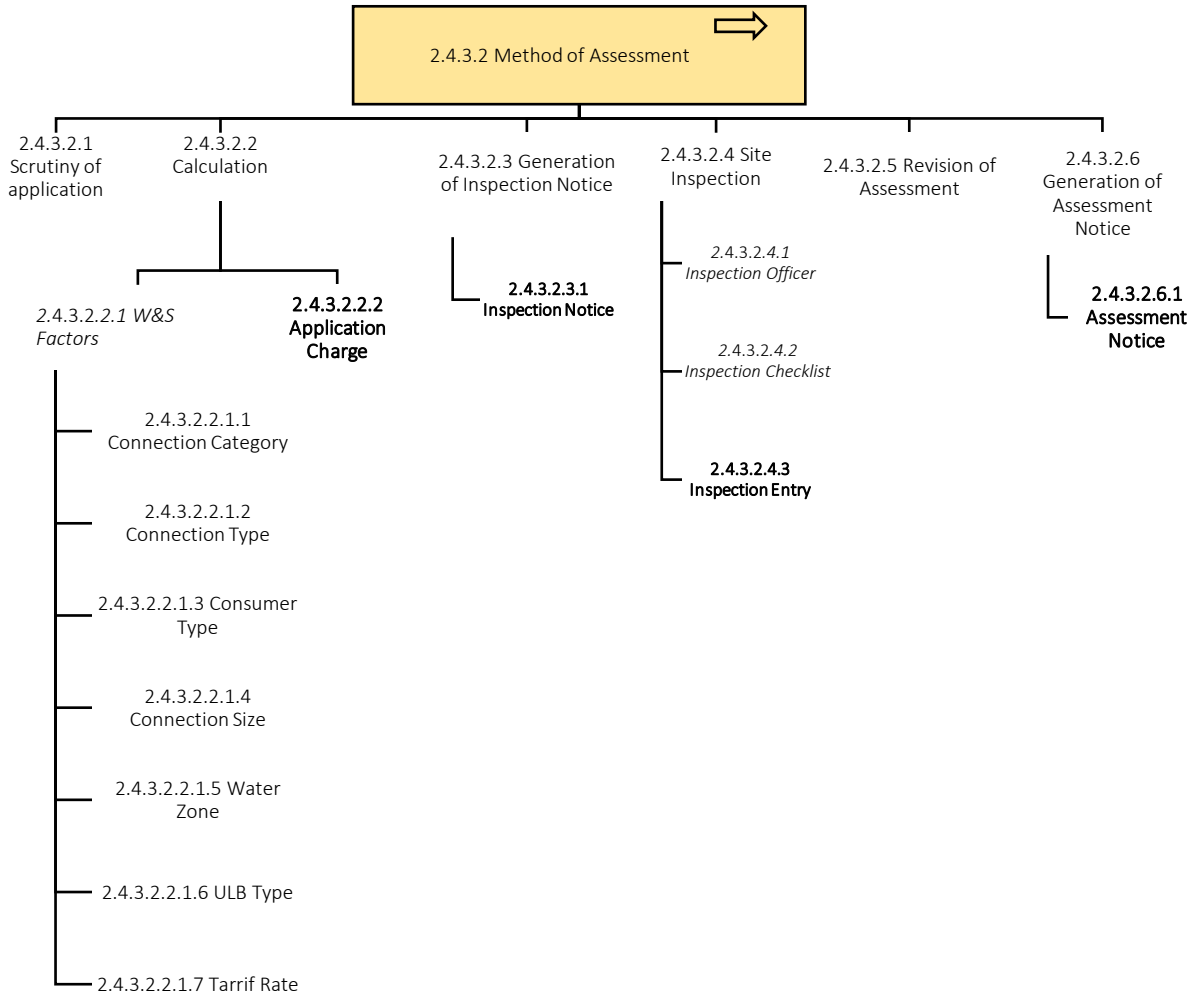 2.4.3.2 Method of Assessment
2.4.3.2.1
Scrutiny of
application
2.4.3.2.2
Calculation
2.4.3.2.3 Generation
of Inspection Notice
2.4.3.2.4 Site
Inspection
2.4.3.2.5 Revision of
Assessment
2.4.3.2.6
Generation of
Assessment
Notice
2.4.3.2.2.1 W&S
Factors
2.4.3.2.2.2
Application
Charge
2.4.3.2.3.1
Inspection Notice
2.4.3.2.4.1
Inspection Officer
2.4.3.2.4.2
Inspection Checklist
2.4.3.2.4.3
Inspection Entry
2.4.3.2.6.1
Assessment
Notice
2.4.3.2.2.1.1
Connection Category
2.4.3.2.2.1.2
Connection Type
2.4.3.2.2.1.3 Consumer
Type
2.4.3.2.2.1.4
Connection Size
2.4.3.2.2.1.5 Water
Zone
2.4.3.2.2.1.6 ULB Type
2.4.3.2.2.1.7 Tarrif Rate